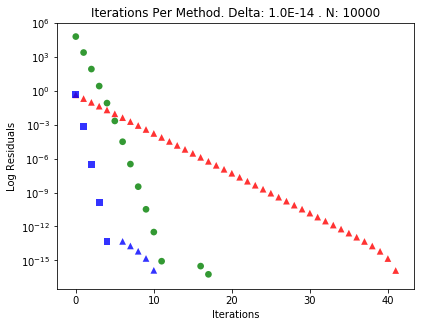 Iterations Per Method. Delta: 1.0E-14 . N: 10000
10^6
10^3
10^0
10^-3
10^-6
10^-9
10^-12
10^-15
Log Residuals
0 10 20 30 40
Iterations